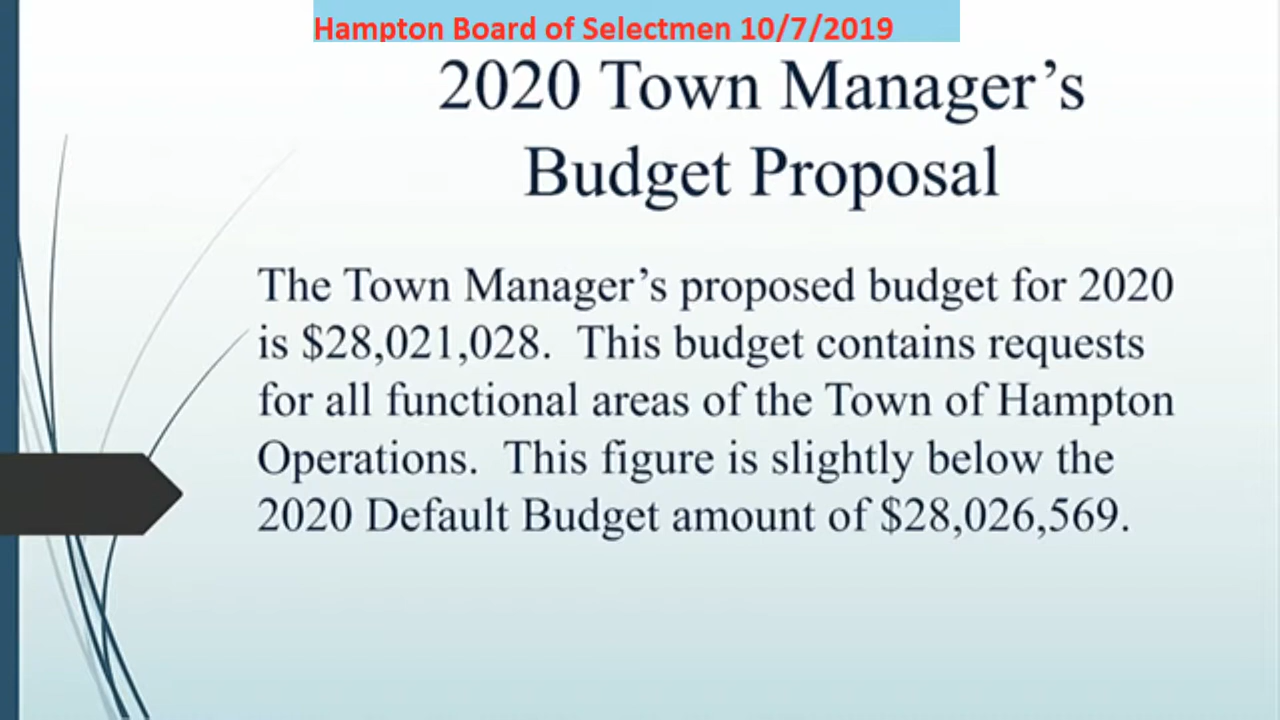 Hampton Board of Selectmen 10/7/2019
2020 Town Manager’s
Budget Proposal
The Town Manager’s proposed budget for 2020
is $28,021,028.  This budget contains requests
for all functional areas of the Town of Hampton
Operations.  This figure is slightly below the
2020 Default Budget amount of $28,026,569.